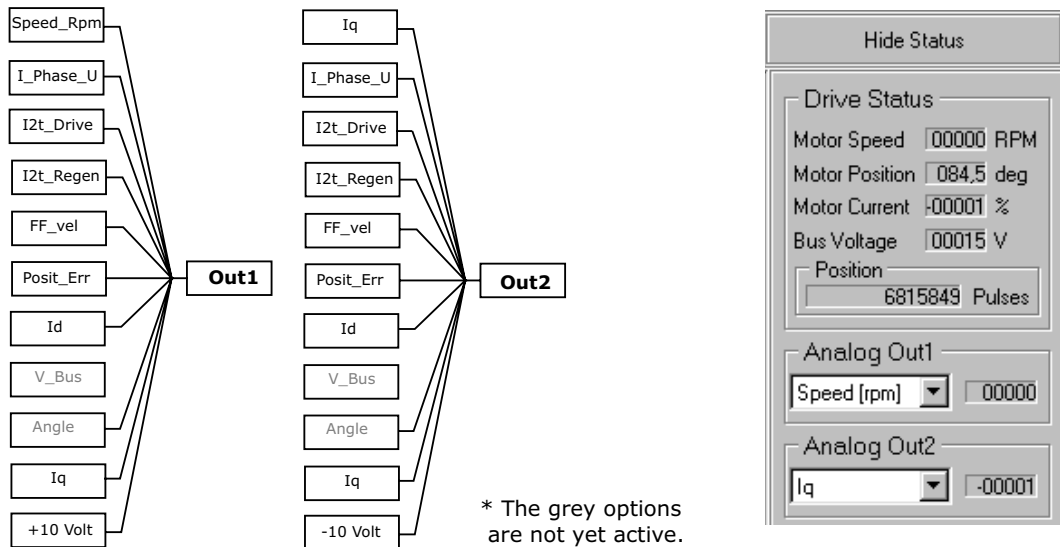 Speed_Rpm
I_Phase_U
I2t_Drive
I2t_Regen
FF_vel
Posit_Err
Id
V_Bus
Angle
Iq
+10 Volt
Out1
Iq
I_Phase_U
I2t_Drive
I2t_Regen
FF_vel
Posit_Err
Id
V_Bus
Angle
Iq
-10 Volt
Out2
* The grey options
are not yet active.
Hide Status
Drive Status
Motor Speed 00000 RPM
Motor Position 084,5 deg
Motor Current -00001 %
Bus Voltage 00015 V
Position
6815849 Pulses
Analog Out1
Speed [rpm] 00000
Analog Out2
Iq -00001